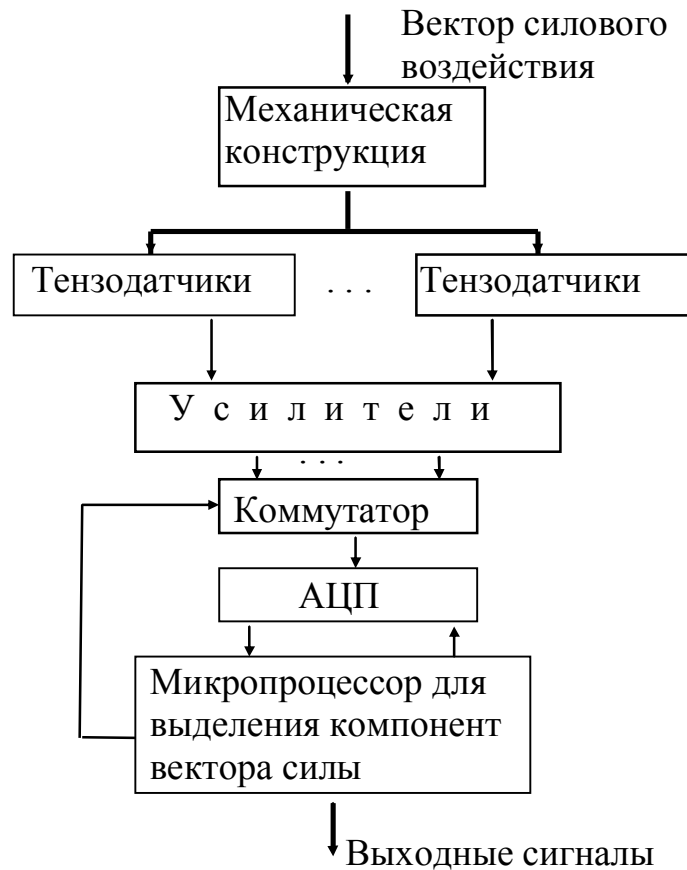 Вектор силового
воздействия
Механическая
конструкция
Тензодатчики . . . Тензодатчики
У с и л и т е л и
. . .
Коммутатор
АЦП
Микропроцессор для
выделения компонент
вектора силы
Выходные сигналы